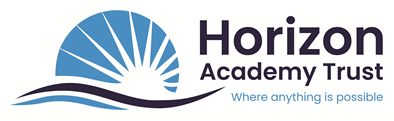 Horizon
Academy Trust
Where anything is possible